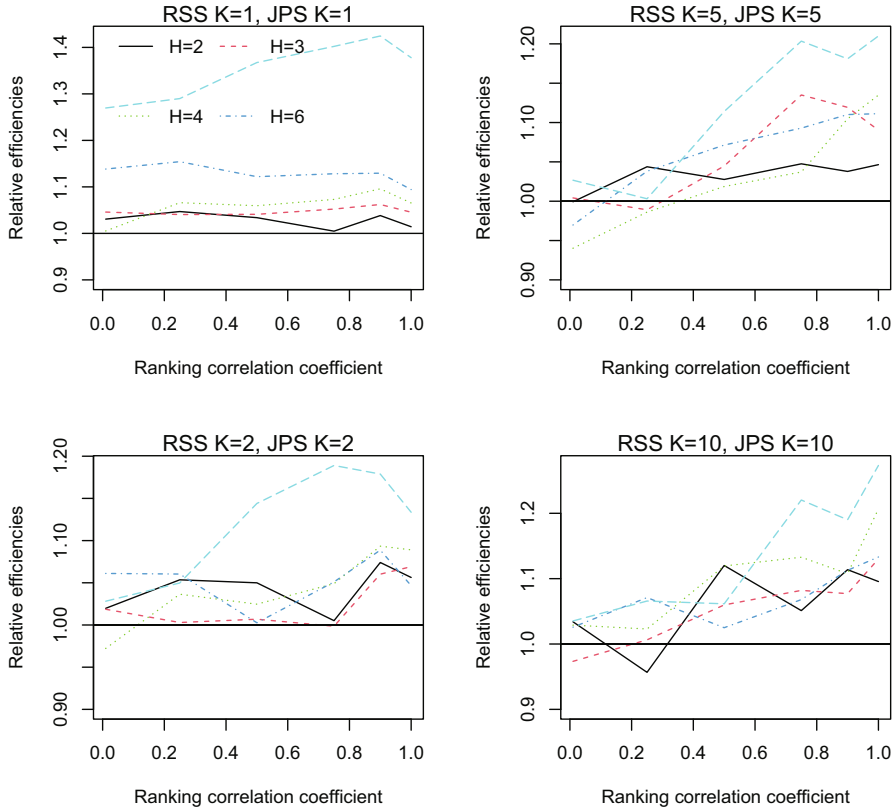 RSS K=1, JPS K=1
Relative efficiencies
1.4
1.3
1.2
1.1
1.0
0.9
H=2
H=3
H=4
H=6
0.0 0.2 0.4 0.6 0.8 1.0
Ranking correlation coefficient
RSS K=5, JPS K=5
Relative efficiencies
1.20
1.10
1.00
0.90
0.0 0.2 0.4 0.6 0.8 1.0
Ranking correlation coefficient
RSS K=2, JPS K=2
Relative efficiencies
1.20
1.10
1.00
0.90
0.0 0.2 0.4 0.6 0.8 1.0
Ranking correlation coefficient
RSS K=10, JPS K=10
Relative efficiencies
1.2
1.1
1.0
0.9
0.0 0.2 0.4 0.6 0.8 1.0
Ranking correlation coefficient